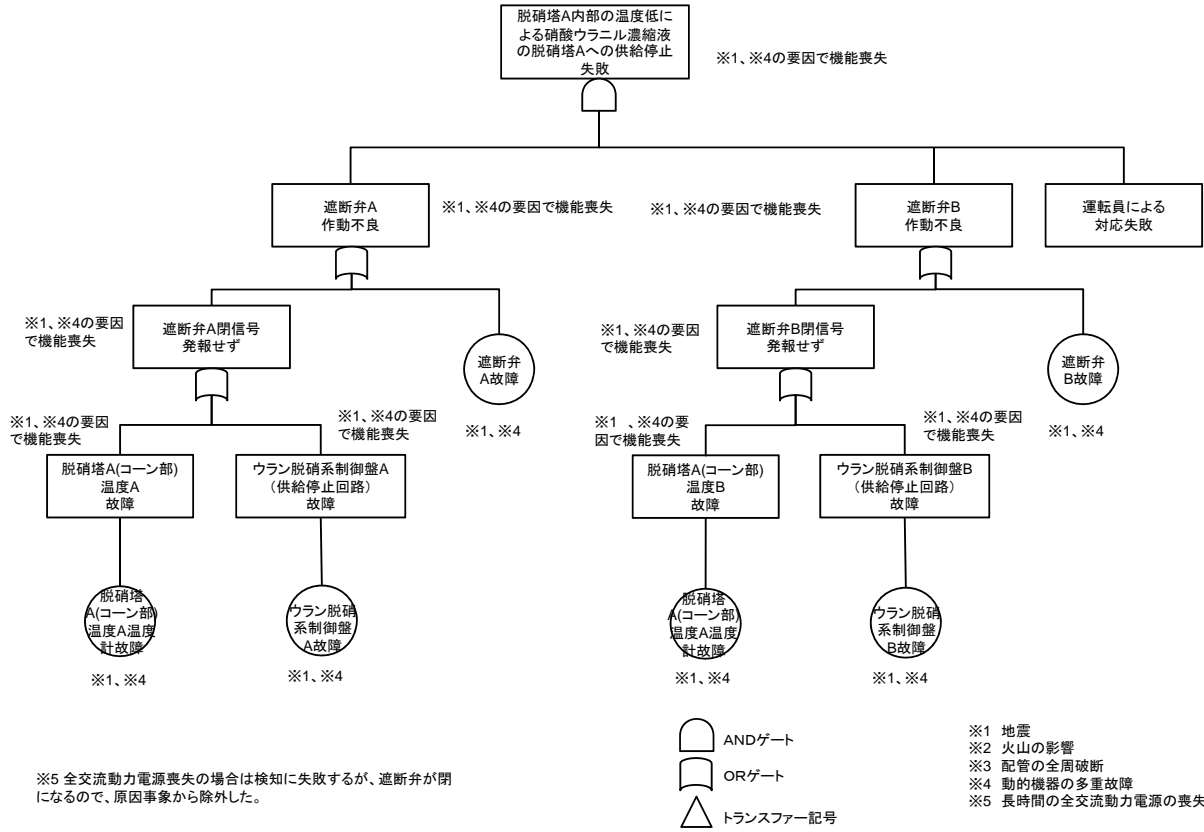 脱硝塔A内部の温度低に
よる硝酸ウラニル濃縮液
の脱硝塔Aへの供給停止
失敗
※1、※4の要因で機能喪失
遮断弁A
作動不良
※1、※4の要因で機能喪失
※1、※4の要因で機能喪失
遮断弁B
作動不良
運転員による
対応失敗
※1、※4の要因
で機能喪失
遮断弁A閉信号
発報せず
遮断弁
A故障
※1、※4
※1、※4の要因
で機能喪失
遮断弁B閉信号
発報せず
遮断弁
B故障
※1、※4
※1、※4の要因
で機能喪失
※1、※4の要因
で機能喪失
※1 、※4の要
因で機能喪失
※1、※4の要因
で機能喪失
脱硝塔A(コーン部)
温度A
故障
ウラン脱硝系制御盤A
（供給停止回路）
故障
脱硝塔A(コーン部)
温度B
故障
ウラン脱硝系制御盤B
（供給停止回路）
故障
脱硝塔
A(コーン部)
温度A温度
計故障
※1、※4
ウラン脱硝
系制御盤
A故障
※1、※4
脱硝塔
A(コーン部)
温度A温度
計故障
※1、※4
ウラン脱硝
系制御盤
B故障
※1、※4
※5 全交流動力電源喪失の場合は検知に失敗するが、遮断弁が閉
になるので、原因事象から除外した。
ANDゲート
ORゲート
トランスファー記号
※1 地震
※2 火山の影響
※3 配管の全周破断
※4 動的機器の多重故障
※5 長時間の全交流動力電源の喪失